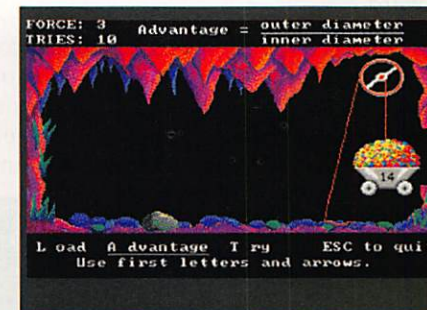 FORCE: 3
TRIES: 10
Advantage = outer diameter
inner diameter
14
L oad A dvantage T ry ESC to qui
Use first letters and arrows.